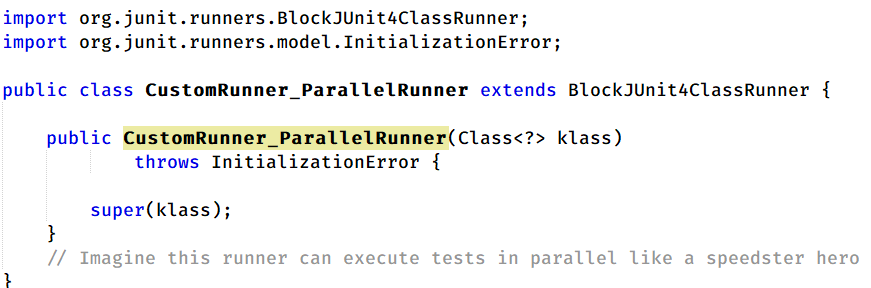 import org.junit.runners.BlockJUnit4ClassRunner;
import org.junit.runners.model.InitializationError;

public class CustomRunner_ParallelRunner extends BlockJUnit4ClassRunner {

    public CustomRunner_ParallelRunner(Class<?> klass)
            throws InitializationError {

        super(klass);
    }
    // Imagine this runner can execute tests in parallel like a speedster hero
}